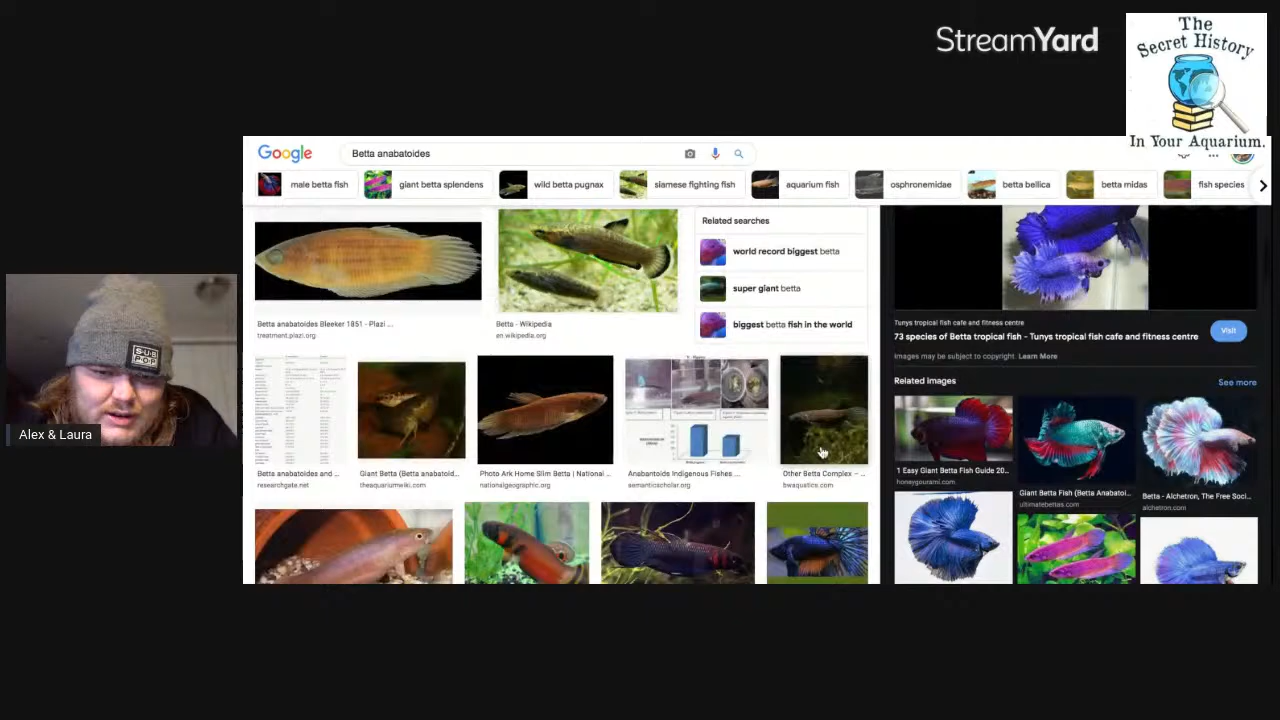 StreamYard
The
Secret History
In Your Aquarium.
Google
Betta anabatoides
male betta fish
giant betta splendens
wild betta pugnax
siamese fighting fish
aquarium fish
osphronemidae
betta bellica
betta midas
fish species
Related searches
world record biggest betta
super giant betta
biggest betta fish in the world
Betta anabatoides Bleeker 1851 - Plazi ...
treatment.plazi.org
Betta - Wikipedia
en.wikipedia.org
Tunys tropical fish cafe and fitness centre
73 species of Betta tropical fish - Tunys tropical fish cafe and fitness centre
Visit
Images may be subject to copyright. Learn More
Related Images
See more
SUB
POP
Alex & Laura
Betta anabatoides and ...
researchgate.net
Giant Betta (Betta anabatoid...
theaquariumwiki.com
Photo Ark Home Slim Betta | National ...
nationalgeographic.org
Anabantoids Indigenous Fishes ...
semanticscholar.org
Other Betta Complex – ...
bwaquatics.com
1 Easy Giant Betta Fish Guide 20...
honeygourami.com
Giant Betta Fish (Betta Anabatoi...
ultimatebettas.com
Betta - Alchetron, The Free Soci...
alchetron.com